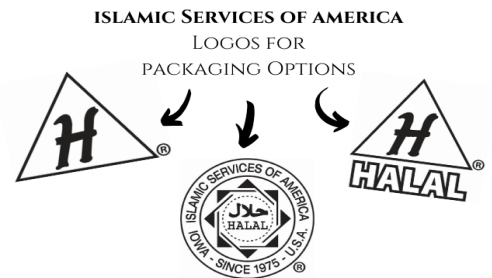 ISLAMIC SERVICES OF AMERICA
LOGOS FOR
PACKAGING OPTIONS
H
®
H
®
HALAL
ISLAMIC SERVICES OF AMERICA
حلال
HALAL
IOWA - SINCE 1975 - U.S.A.
®